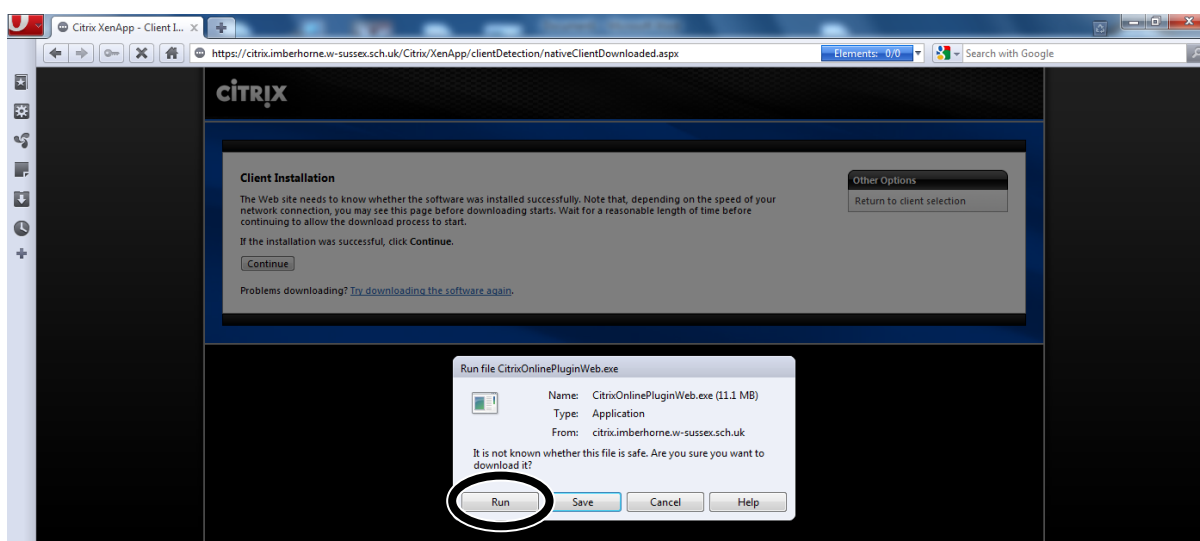 Citrix XenApp - Client I...
https://citrix.imberhorne.w-sussex.sch.uk/Citrix/XenApp/clientDetection/nativeClientDownloaded.aspx
Elements: 0/0
Search with Google
CİTRIX
Client Installation
The Web site needs to know whether the software was installed successfully. Note that, depending on the speed of your
network connection, you may see this page before downloading starts. Wait for a reasonable length of time before
continuing to allow the download process to start.
If the installation was successful, click Continue.
Continue
Problems downloading? Try downloading the software again.
Other Options
Return to client selection
Run file CitrixOnlinePluginWeb.exe
Name: CitrixOnlinePluginWeb.exe (11.1 MB)
Type: Application
From: citrix.imberhorne.w-sussex.sch.uk
It is not known whether this file is safe. Are you sure you want to
download it?
Run Save Cancel Help